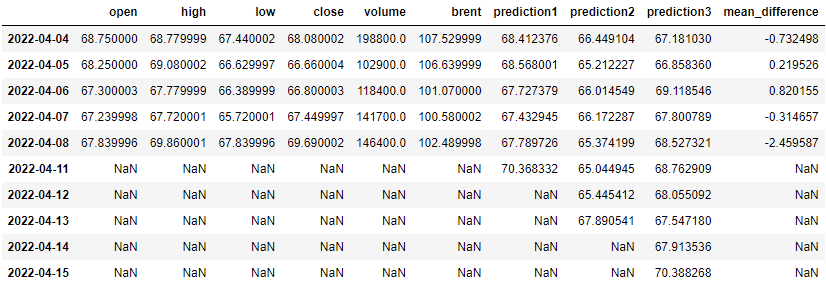 open high low close volume brent prediction1 prediction2 prediction3 mean_difference
2022-04-04 68.750000 68.779999 67.440002 68.080002 198800.0 107.529999 68.412376 66.449104 67.181030 -0.732498
2022-04-05 68.250000 69.080002 66.629997 66.660004 102900.0 106.639999 68.568001 65.212227 66.858360 0.219526
2022-04-06 67.300003 67.779999 66.389999 66.800003 118400.0 101.070000 67.727379 66.014549 69.118546 0.820155
2022-04-07 67.239998 67.720001 65.720001 67.449997 141700.0 100.580002 67.432945 66.172287 67.800789 -0.314657
2022-04-08 67.839996 69.860001 67.839996 69.690002 146400.0 102.489998 67.789726 65.374199 68.527321 -2.459587
2022-04-11 NaN NaN NaN NaN NaN NaN 70.368332 65.044945 68.762909 NaN
2022-04-12 NaN NaN NaN NaN NaN NaN NaN 65.445412 68.055092 NaN
2022-04-13 NaN NaN NaN NaN NaN NaN NaN 67.890541 67.547180 NaN
2022-04-14 NaN NaN NaN NaN NaN NaN NaN NaN 67.913536 NaN
2022-04-15 NaN NaN NaN NaN NaN NaN NaN NaN 70.388268 NaN